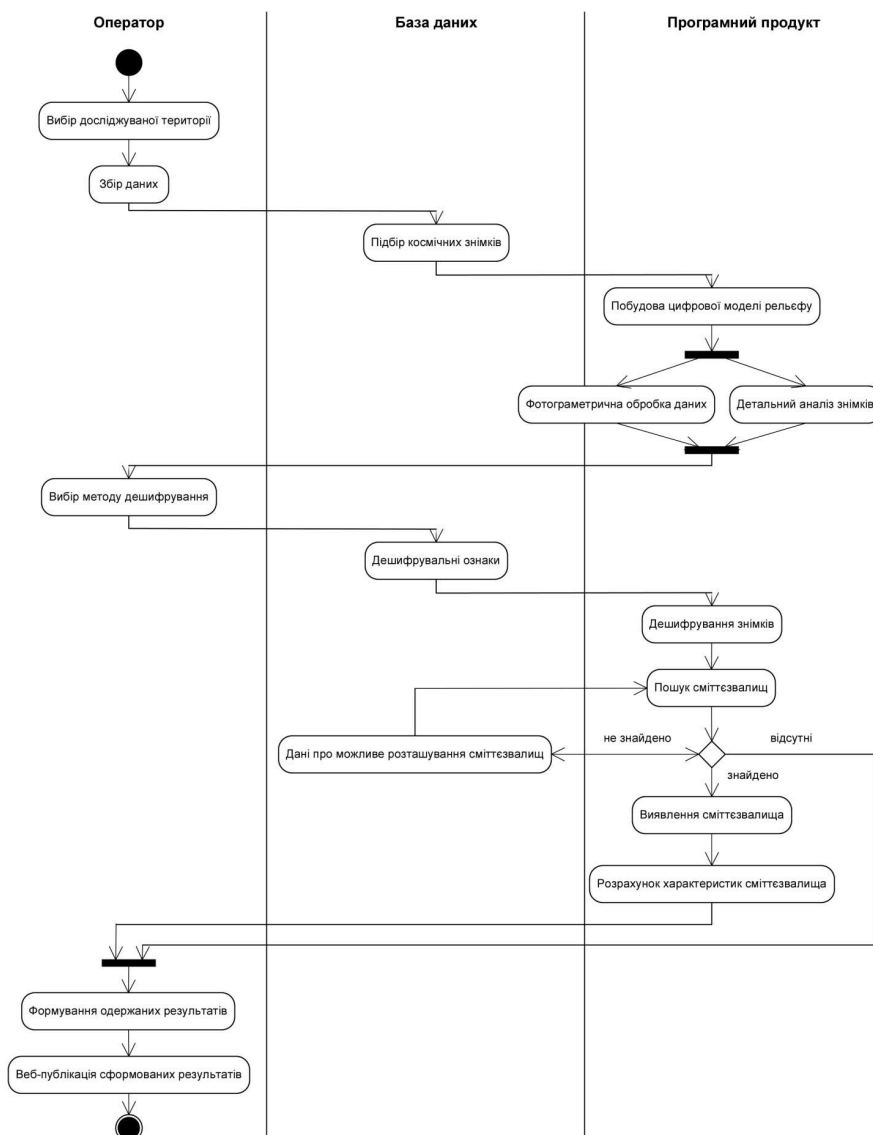 Оператор
База даних
Програмний продукт
Вибір досліджуваної території
Збір даних
Підбір космічних знімків
Побудова цифрової моделі рельєфу
Фотограметрична обробка даних
Детальний аналіз знімків
Вибір методу дешифрування
Дешифрувальні ознаки
Дешифрування знімків
Пошук сміттєзвалищ
не знайдено
відсутні
Дані про можливе розташування сміттєзвалищ
знайдено
Виявлення сміттєзвалища
Розрахунок характеристик сміттєзвалища
Формування одержаних результатів
Веб-публікація сформованих результатів